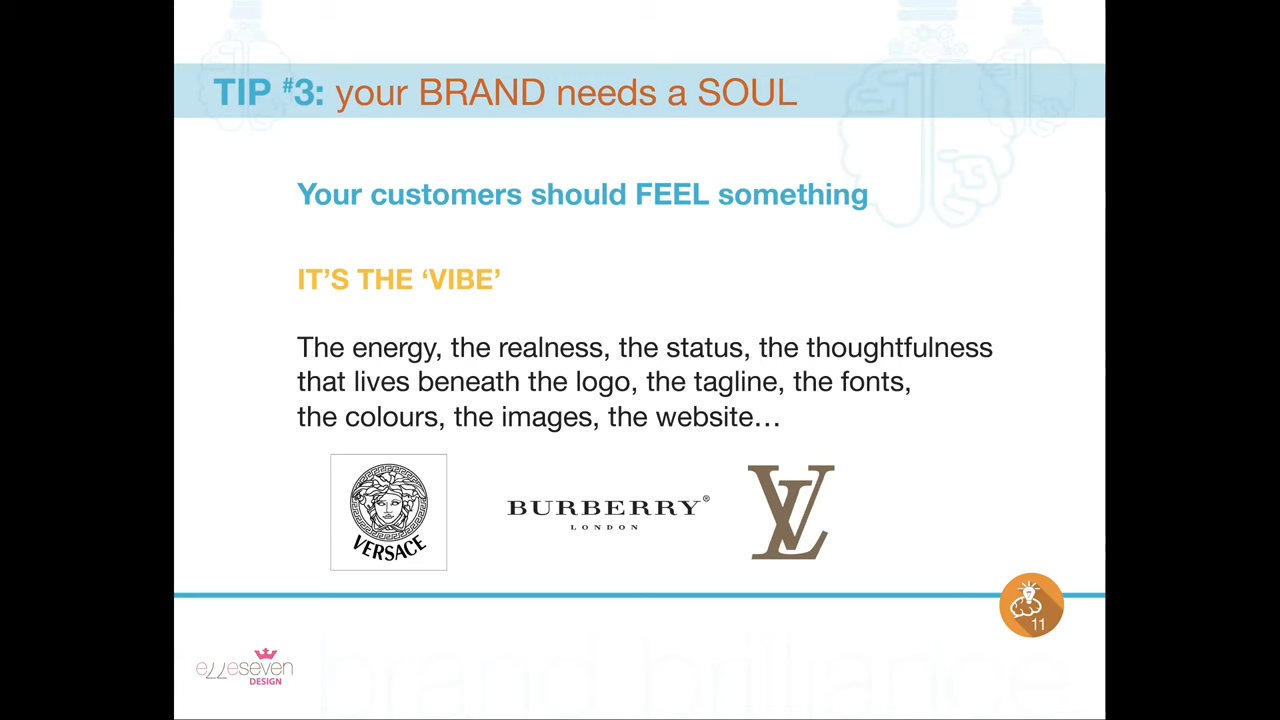 TIP #3: your BRAND needs a SOUL
Your customers should FEEL something
IT'S THE ‘VIBE’
The energy, the realness, the status, the thoughtfulness
that lives beneath the logo, the tagline, the fonts,
the colours, the images, the website…
VERSACE
BURBERRY®
LONDON
LV
11
elleseven
DESIGN
brand brilliance